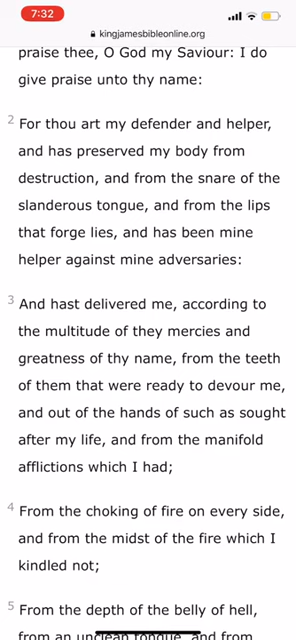 7:32
kingjamesbibleonline.org
praise thee, O God my Saviour: I do
give praise unto thy name:
2 For thou art my defender and helper,
and has preserved my body from
destruction, and from the snare of the
slanderous tongue, and from the lips
that forge lies, and has been mine
helper against mine adversaries:
3 And hast delivered me, according to
the multitude of they mercies and
greatness of thy name, from the teeth
of them that were ready to devour me,
and out of the hands of such as sought
after my life, and from the manifold
afflictions which I had;
4 From the choking of fire on every side,
and from the midst of the fire which I
kindled not;
5 From the depth of the belly of hell,
from an unclean tongue, and from